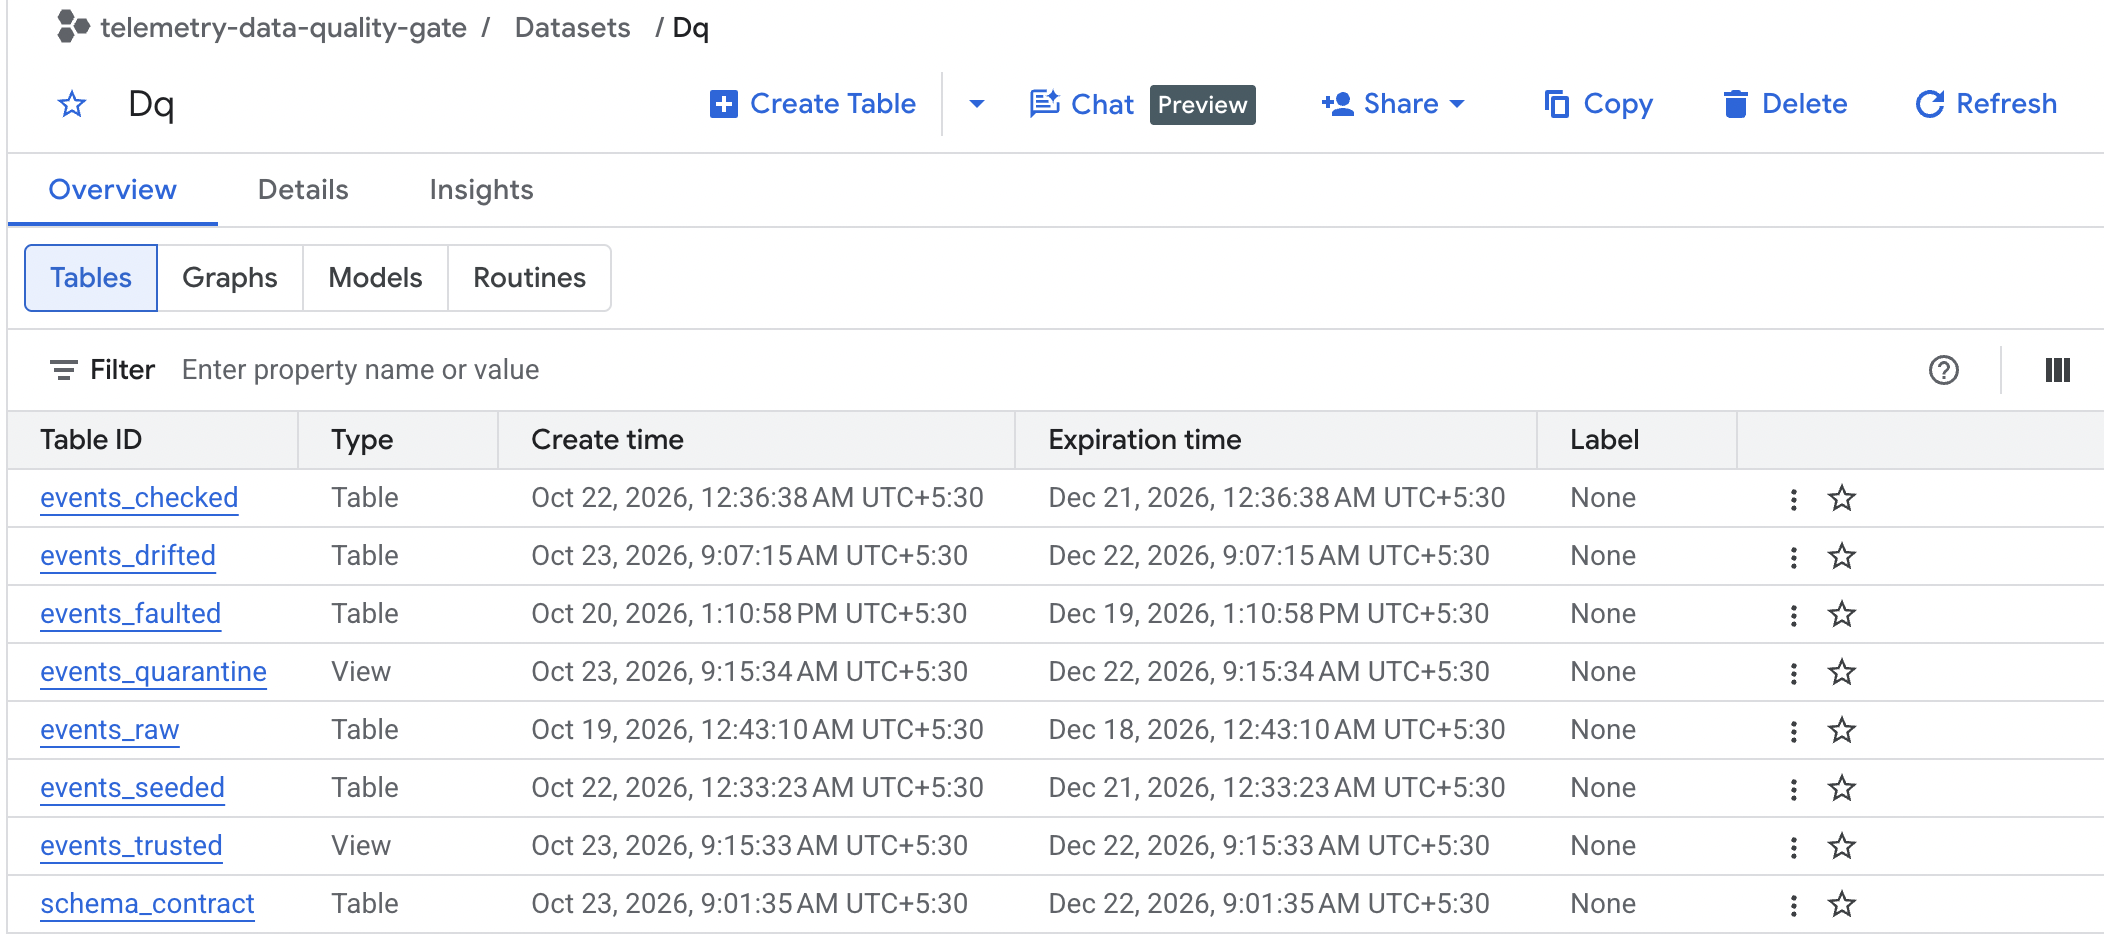 telemetry-data-quality-gate / Datasets / Dq
Dq Create Table Chat Preview Share Copy Delete Refresh
Overview Details Insights
Tables Graphs Models Routines
Filter Enter property name or value
Table ID Type Create time Expiration time Label
events_checked Table Oct 22, 2026, 12:36:38 AM UTC+5:30 Dec 21, 2026, 12:36:38 AM UTC+5:30 None
events_drifted Table Oct 23, 2026, 9:07:15 AM UTC+5:30 Dec 22, 2026, 9:07:15 AM UTC+5:30 None
events_faulted Table Oct 20, 2026, 1:10:58 PM UTC+5:30 Dec 19, 2026, 1:10:58 PM UTC+5:30 None
events_quarantine View Oct 23, 2026, 9:15:34 AM UTC+5:30 Dec 22, 2026, 9:15:34 AM UTC+5:30 None
events_raw Table Oct 19, 2026, 12:43:10 AM UTC+5:30 Dec 18, 2026, 12:43:10 AM UTC+5:30 None
events_seeded Table Oct 22, 2026, 12:33:23 AM UTC+5:30 Dec 21, 2026, 12:33:23 AM UTC+5:30 None
events_trusted View Oct 23, 2026, 9:15:33 AM UTC+5:30 Dec 22, 2026, 9:15:33 AM UTC+5:30 None
schema_contract Table Oct 23, 2026, 9:01:35 AM UTC+5:30 Dec 22, 2026, 9:01:35 AM UTC+5:30 None